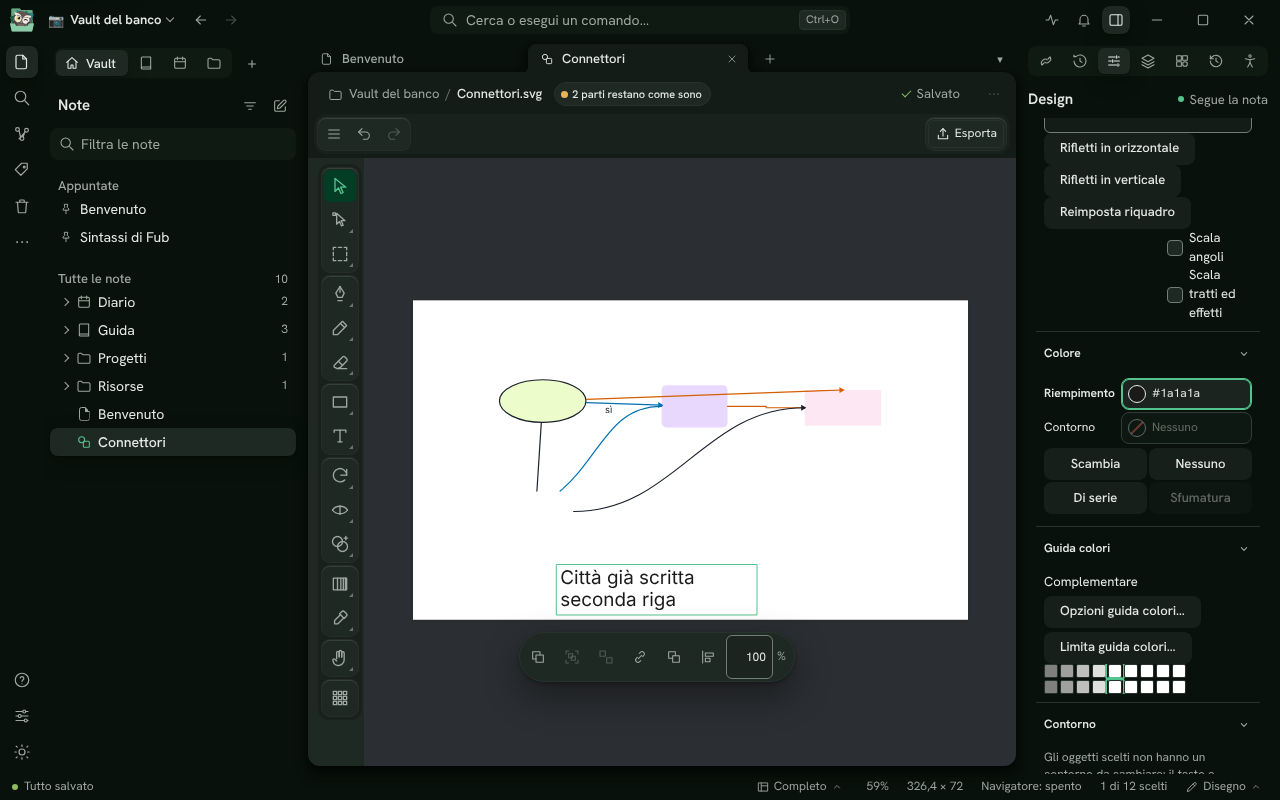 Vault del banco
Cerca o esegui un comando…
Ctrl+O
Vault
Benvenuto
Connettori
Note
Filtra le note
Appuntate
Benvenuto
Sintassi di Fub
Tutte le note
10
Diario
2
Guida
3
Progetti
1
Risorse
1
Benvenuto
Connettori
Vault del banco / Connettori.svg
2 parti restano come sono
Salvato
Esporta
sì
Città già scritta
seconda riga
100 %
Design
Segue la nota
Rifletti in orizzontale
Rifletti in verticale
Reimposta riquadro
Scala
angoli
Scala
tratti ed
effetti
Colore
Riempimento
#1a1a1a
Contorno
Nessuno
Scambia
Nessuno
Di serie
Sfumatura
Guida colori
Complementare
Opzioni guida colori…
Limita guida colori…
Contorno
Gli oggetti scelti non hanno un
contorno da cambiare: il testo e
Tutto salvato
Completo
59%
326,4 × 72
Navigatore: spento
1 di 12 scelti
Disegno